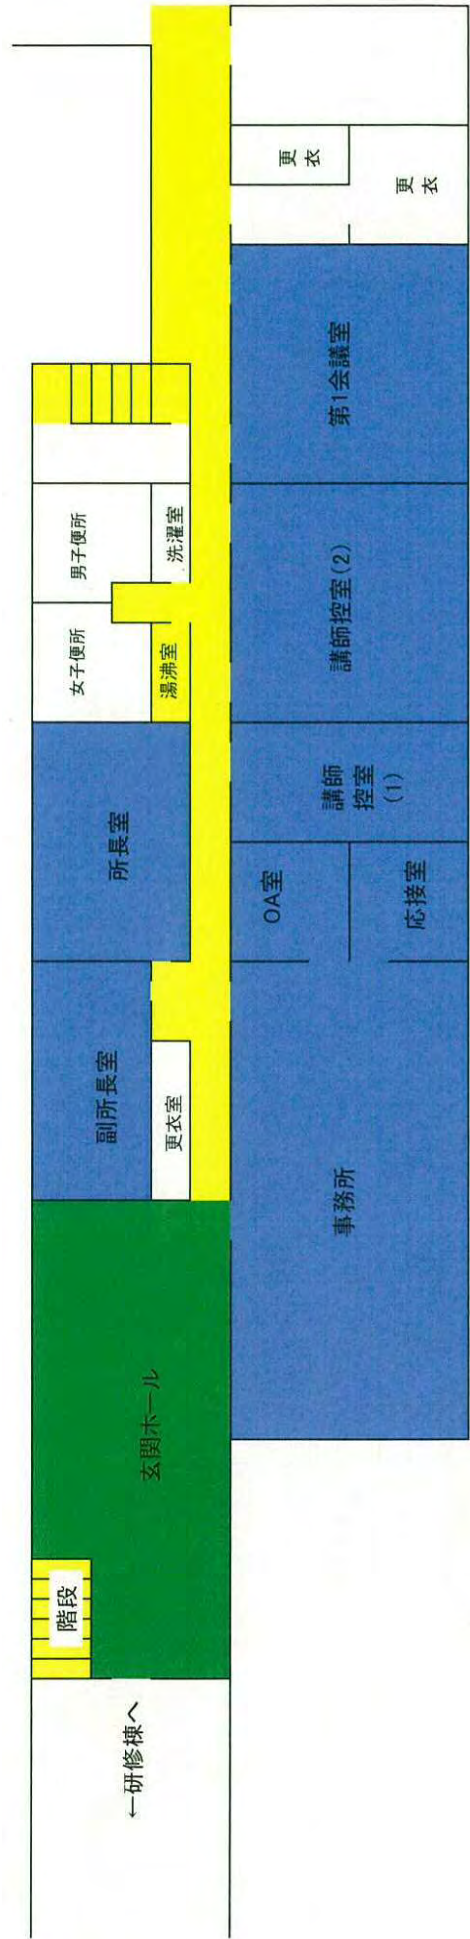 ←研修棟へ
階段
玄関ホール
副所長室
更衣室
所長室
女子便所
男子便所
湯沸室
洗濯室
事務所
OA室
応接室
講師
控室
(1)
講師控室(2)
第1会議室
更
衣
更
衣